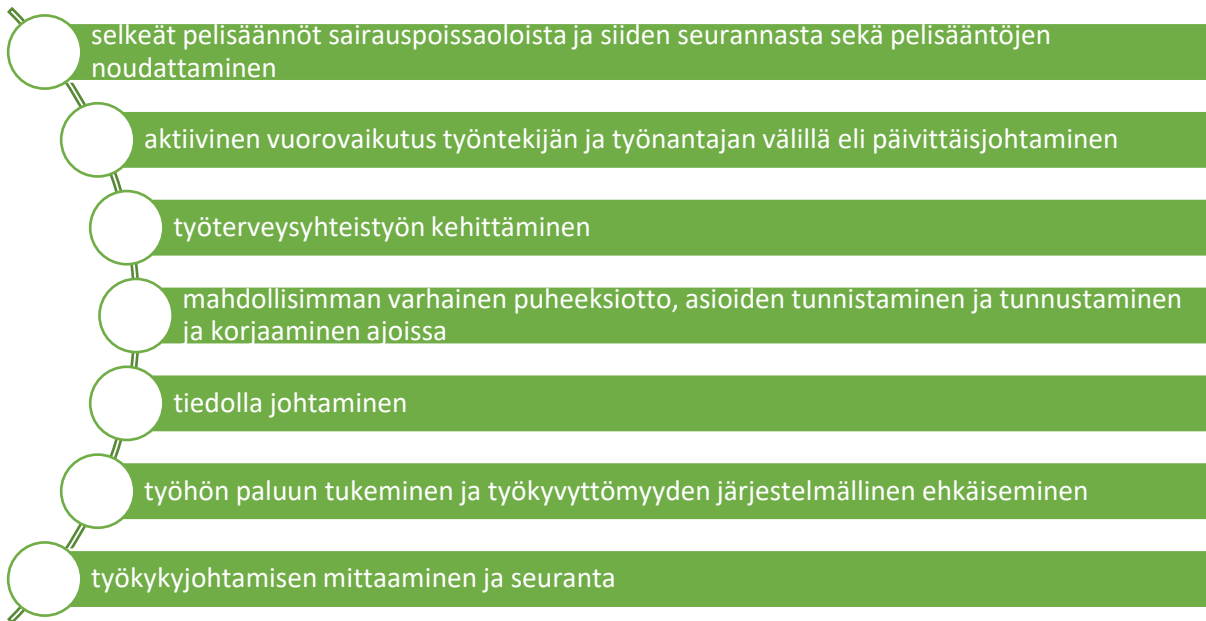 selkeät pelisäännöt sairauspoissaoloista ja siiden seurannasta sekä pelisääntöjen
noudattaminen
aktiivinen vuorovaikutus työntekijän ja työnantajan välillä eli päivittäisjohtaminen
työterveysyhteistyön kehittäminen
mahdollisimman varhainen puheeksiotto, asioiden tunnistaminen ja tunnustaminen
ja korjaaminen ajoissa
tiedolla johtaminen
työhön paluun tukeminen ja työkyvyttömyyden järjestelmällinen ehkäiseminen
työkykyjohtamisen mittaaminen ja seuranta